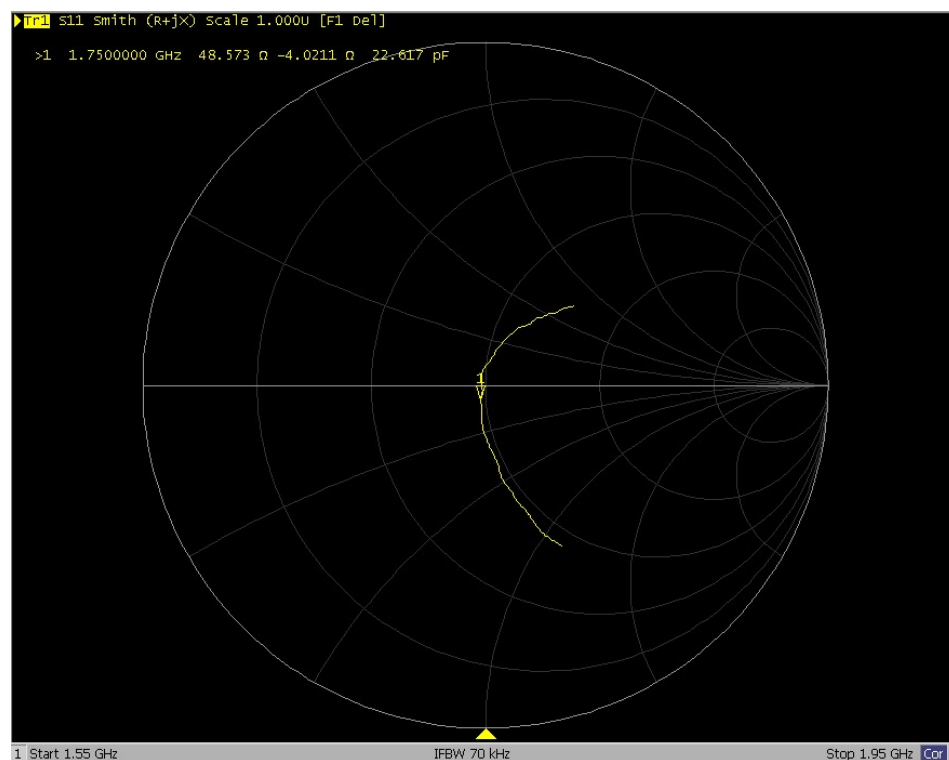 Tr1 S11 Smith (R+jX) Scale 1.000U [F1 Del]
>1 1.7500000 GHz 48.573 Ω -4.0211 Ω 22.617 pF
1
1 Start 1.55 GHz IFBW 70 kHz Stop 1.95 GHz Cor